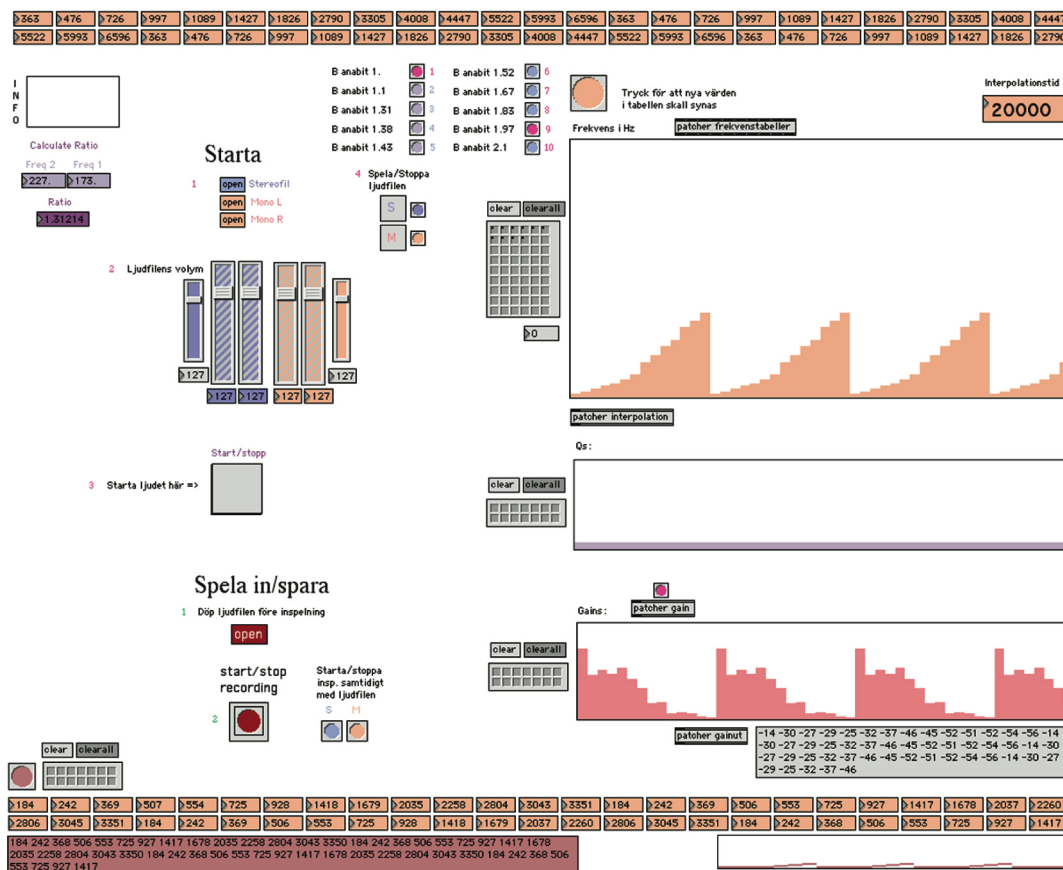 363 476 726 997 1089 1427 1826 2790 3305 4008 4447 5522 5993 6596 363 476 726 997 1089 1427 1826 2790 3305 4008 4447
5522 5993 6596 363 476 726 997 1089 1427 1826 2790 3305 4008 4447 5522 5993 6596 363 476 726 997 1089 1427 1826 2790
INFO
B anabit 1. 1 B anabit 1.52 6
B anabit 1.1 2 B anabit 1.67 7
B anabit 1.31 3 B anabit 1.83 8
B anabit 1.38 4 B anabit 1.97 9
B anabit 1.43 5 B anabit 2.1 10
Tryck för att nya värden
i tabellen skall synas
Interpolationstid
20000
Frekvens i Hz patcher frekvenstabeller
Calculate Ratio
Freq 2 Freq 1
227. 173.
Ratio
1.31214
Starta
1 open Stereofil
open Mono L
open Mono R
4 Spela/Stoppa
ljudfilen
S
M
clear clearall
0
2 Ljudfilens volym
127 127
127 127 127 127
patcher interpolation
Start/stopp
3 Starta ljudet här =>
Qs:
clear clearall
Spela in/spara
1 Döp ljudfilen före inspelning
open
start/stop
recording
2
Starta/stoppa
insp. samtidigt
med ljudfilen
S M
Gains: patcher gain
clear clearall
patcher gainut
-14 -30 -27 -29 -25 -32 -37 -46 -45 -52 -51 -52 -54 -56 -14
-30 -27 -29 -25 -32 -37 -46 -45 -52 -51 -52 -54 -56 -14 -30
-27 -29 -25 -32 -37 -46 -45 -52 -51 -52 -54 -56 -14 -30 -27
-29 -25 -32 -37 -46
clear clearall
184 242 369 507 554 725 928 1418 1679 2035 2258 2804 3043 3351 184 242 369 506 553 725 927 1417 1678 2037 2260
2806 3045 3351 184 242 369 506 553 725 928 1418 1679 2037 2260 2806 3045 3351 184 242 368 506 553 725 927 1417
184 242 368 506 553 725 927 1417 1678 2035 2258 2804 3043 3350 184 242 368 506 553 725 927 1417 1678
2035 2258 2804 3043 3350 184 242 368 506 553 725 927 1417 1678 2035 2258 2804 3043 3350 184 242 368 506
553 725 927 1417